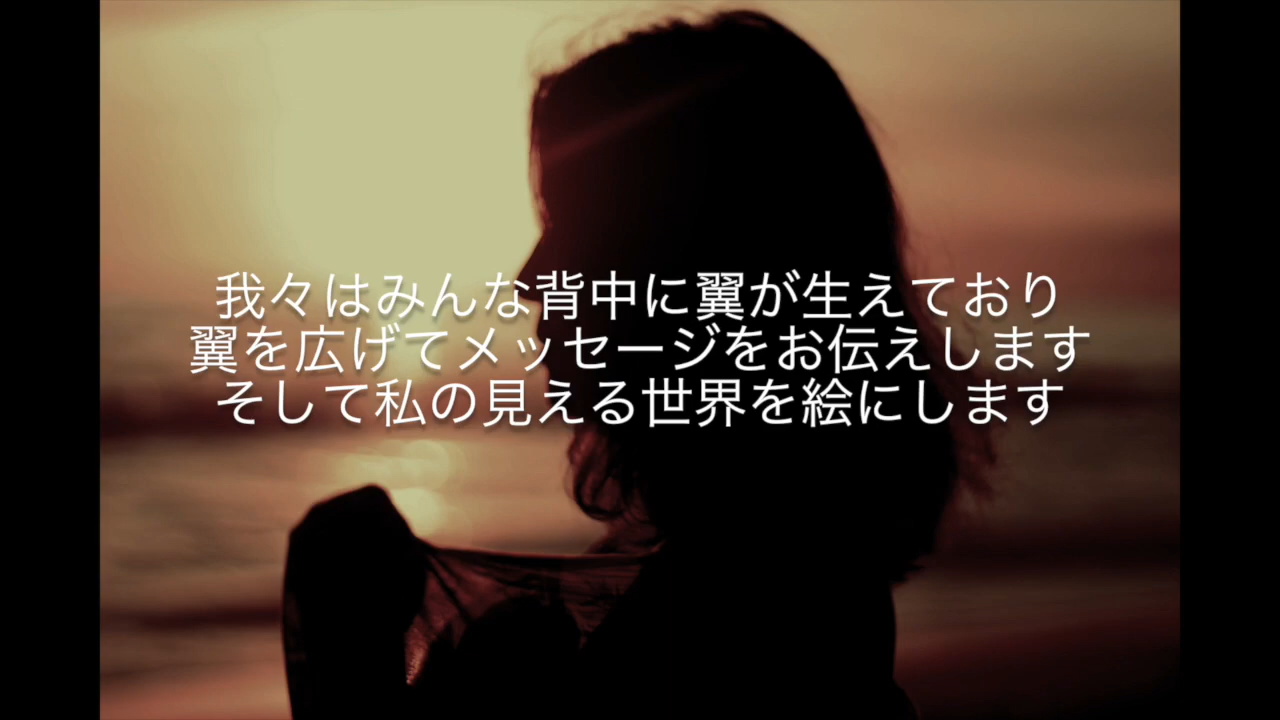 我々はみんな背中に翼が生えており
翼を広げてメッセージをお伝えします
そして私の見える世界を絵にします